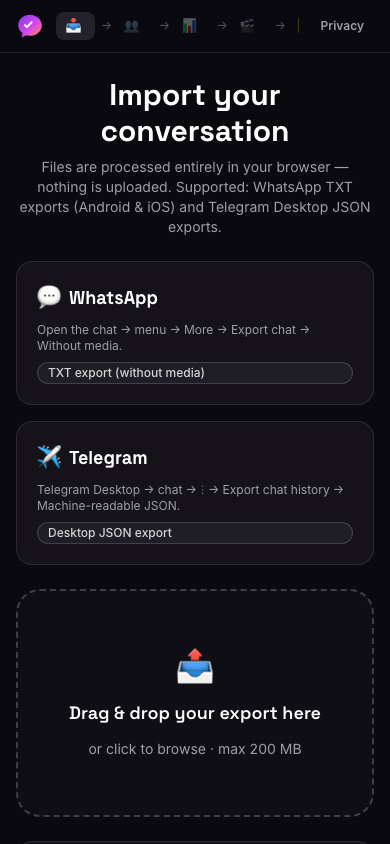 Privacy
Import your
conversation
Files are processed entirely in your browser —
nothing is uploaded. Supported: WhatsApp TXT
exports (Android & iOS) and Telegram Desktop JSON
exports.
WhatsApp
Open the chat → menu → More → Export chat →
Without media.
TXT export (without media)
Telegram
Telegram Desktop → chat → ⋮ → Export chat history →
Machine-readable JSON.
Desktop JSON export
Drag & drop your export here
or click to browse · max 200 MB